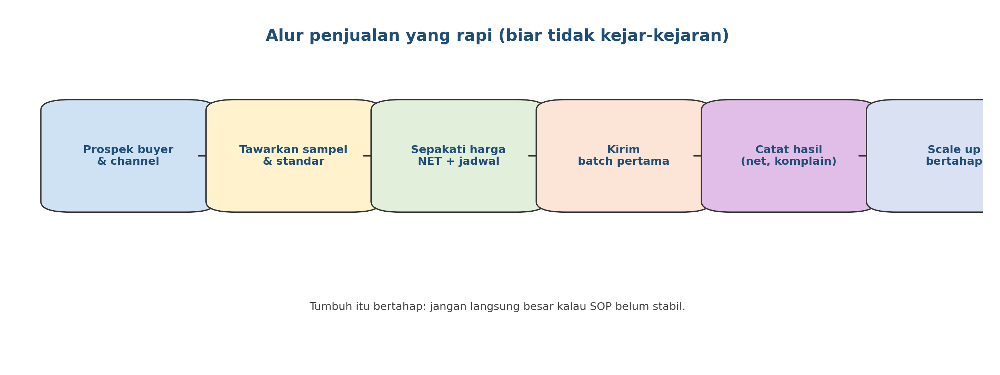 Alur penjualan yang rapi (biar tidak kejar-kejaran)
Prospek buyer
& channel
Tawarkan sampel
& standar
Sepakati harga
NET + jadwal
Kirim
batch pertama
Catat hasil
(net, komplain)
Scale up
bertahap
Tumbuh itu bertahap: jangan langsung besar kalau SOP belum stabil.